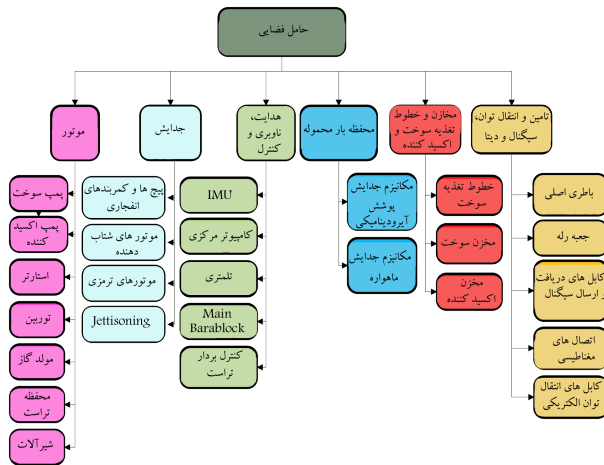 حامل فضایی
تامین و انتقال توان،
سیگنال و دیتا
مخازن و خطوط
تغذیه سوخت و
اکسید کننده
محفظه بار محموله
هدایت،
ناوبری و
کنترل
جدایش
موتور
باطری اصلی
جعبه رله
کابل های دریافت
و ارسال سیگنال
اتصال های
مغناطیسی
کابل های انتقال
توان الکتریکی
خطوط تغذیه
سوخت
مخزن سوخت
مخزن
اکسید کننده
مکانیزم جدایش
پوشش
آیرودینامیکی
مکانیزم جدایش
ماهواره
IMU
کامپیوتر مرکزی
تلمتری
Main
Barablock
کنترل بردار
تراست
پیچ ها و کمربندهای
انفجاری
موتور های شتاب
دهنده
موتورهای ترمزی
Jettisoning
پمپ سوخت
پمپ اکسید
کننده
استارتر
توربین
مولد گاز
محفظه
تراست
شیرآلات